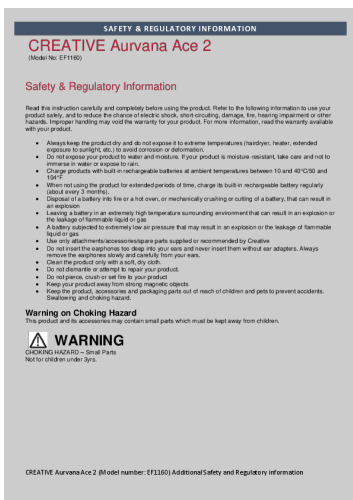 SAFETY & REGULATORY INFORMATION
CREATIVE Aurvana Ace 2
(Model No: EF1160)
Safety & Regulatory Information
Read this instruction carefully and completely before using the product. Refer to the following information to use your
product safely, and to reduce the chance of electric shock, short-circuiting, damage, fire, hearing impairment or other
hazards. Improper handling may void the warranty for your product. For more information, read the warranty available
with your product.
• Always keep the product dry and do not expose it to extreme temperatures (hairdryer, heater, extended
exposure to sunlight, etc.) to avoid corrosion or deformation.
• Do not expose your product to water and moisture. If your product is moisture-resistant, take care and not to
immerse in water or expose to rain.
• Charge products with built-in rechargeable batteries at ambient temperatures between 10 and 40°C/50 and
104°F
• When not using the product for extended periods of time, charge its built-in rechargeable battery regularly
(about every 3 months).
• Disposal of a battery into fire or a hot oven, or mechanically crushing or cutting of a battery, that can result in
an explosion
• Leaving a battery in an extremely high temperature surrounding environment that can result in an explosion or
the leakage of flammable liquid or gas
• A battery subjected to extremely low air pressure that may result in an explosion or the leakage of flammable
liquid or gas
• Use only attachments/accessories/spare parts supplied or recommended by Creative
• Do not insert the earphones too deep into your ears and never insert them without ear adapters. Always
remove the earphones slowly and carefully from your ears.
• Clean the product only with a soft, dry cloth.
• Do not dismantle or attempt to repair your product.
• Do not pierce, crush or set fire to your product
• Keep your product away from strong magnetic objects
• Keep the product, accessories and packaging parts out of reach of children and pets to prevent accidents.
Swallowing and choking hazard.
Warning on Choking Hazard
This product and its accessories may contain small parts which must be kept away from children.
WARNING
CHOKING HAZARD – Small Parts
Not for children under 3yrs.
CREATIVE Aurvana Ace 2 (Model number: EF1160) Additional Safety and Regulatory information